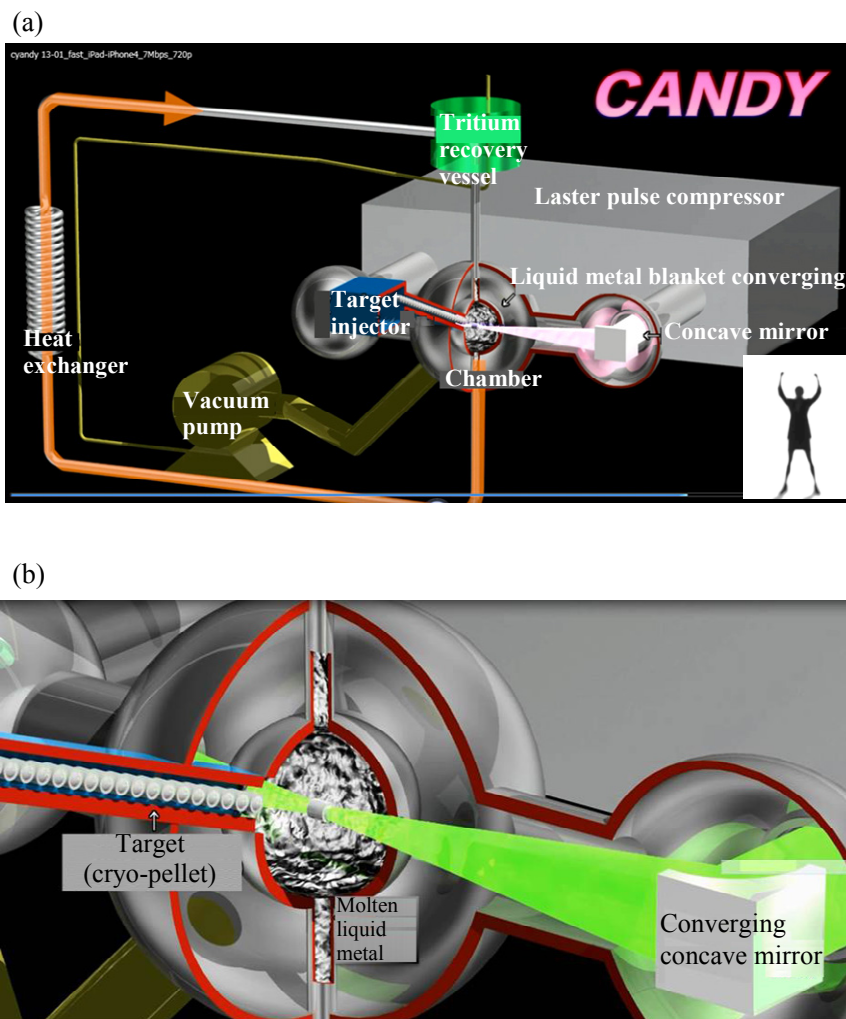 (a)
cyandy 13-01_fast_iPad-iPhone4_7Mbps_720p
CANDY
Tritium
recovery
vessel
Laster pulse compressor
Liquid metal blanket converging
Target
injector
Concave mirror
Heat
exchanger
Chamber
Vacuum
pump
(b)
Target
(cryo-pellet)
Molten
liquid
metal
Converging
concave mirror